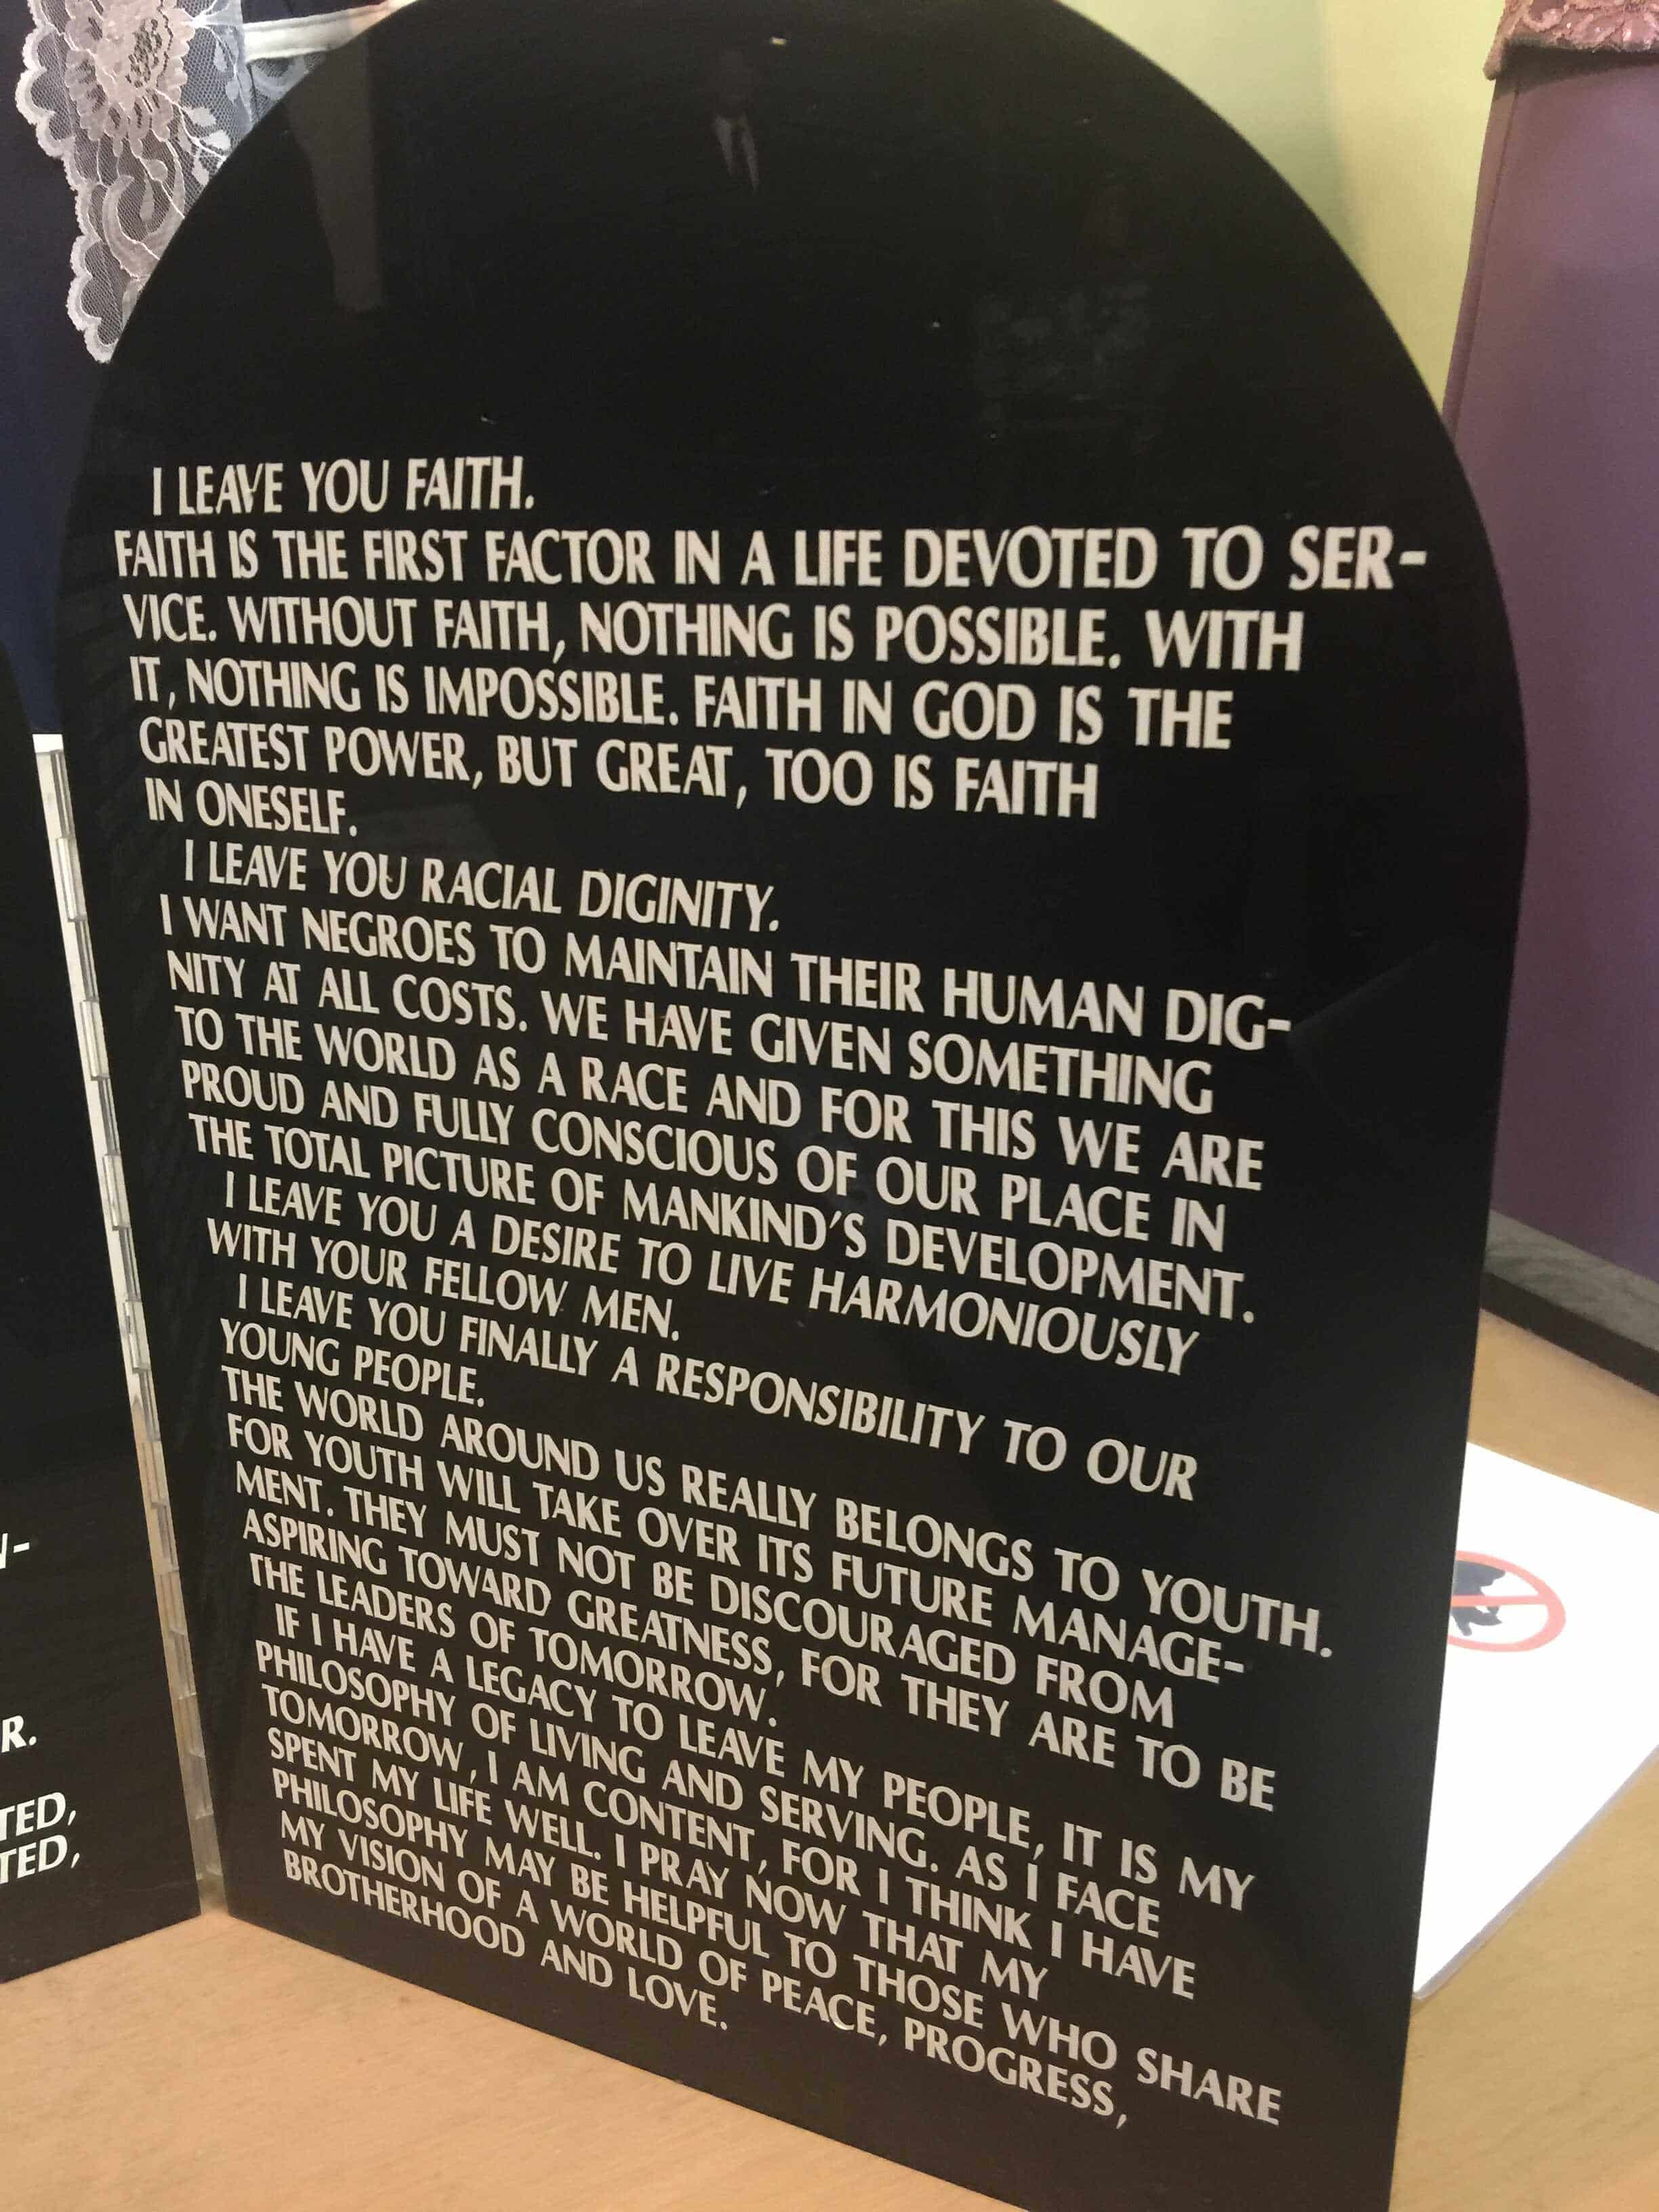 I LEAVE YOU FAITH.
FAITH IS THE FIRST FACTOR IN A LIFE DEVOTED TO SER-
VICE. WITHOUT FAITH, NOTHING IS POSSIBLE. WITH
IT, NOTHING IS IMPOSSIBLE. FAITH IN GOD IS THE
GREATEST POWER, BUT GREAT, TOO IS FAITH
IN ONESELF.
I LEAVE YOU RACIAL DIGINITY.
I WANT NEGROES TO MAINTAIN THEIR HUMAN DIG-
NITY AT ALL COSTS. WE HAVE GIVEN SOMETHING
TO THE WORLD AS A RACE AND FOR THIS WE ARE
PROUD AND FULLY CONSCIOUS OF OUR PLACE IN
THE TOTAL PICTURE OF MANKIND'S DEVELOPMENT.
I LEAVE YOU A DESIRE TO LIVE HARMONIOUSLY
WITH YOUR FELLOW MEN.
I LEAVE YOU FINALLY A RESPONSIBILITY TO OUR
YOUNG PEOPLE.
THE WORLD AROUND US REALLY BELONGS TO YOUTH.
FOR YOUTH WILL TAKE OVER ITS FUTURE MANAGE-
MENT. THEY MUST NOT BE DISCOURAGED FROM
ASPIRING TOWARD GREATNESS, FOR THEY ARE TO BE
THE LEADERS OF TOMORROW.
IF I HAVE A LEGACY TO LEAVE MY PEOPLE, IT IS MY
PHILOSOPHY OF LIVING AND SERVING. AS I FACE
TOMORROW, I AM CONTENT, FOR I THINK I HAVE
SPENT MY LIFE WELL. I PRAY NOW THAT MY
PHILOSOPHY MAY BE HELPFUL TO THOSE WHO SHARE
MY VISION OF A WORLD OF PEACE, PROGRESS,
BROTHERHOOD AND LOVE.